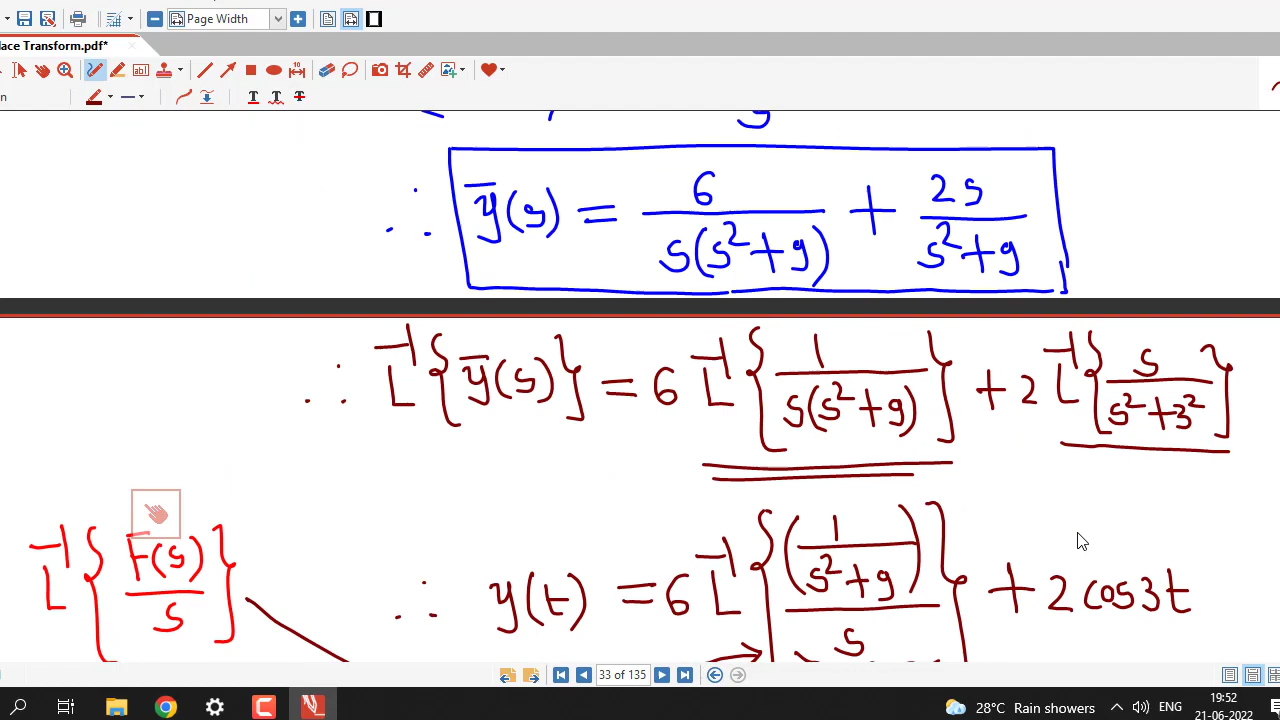 Page Width
lace Transform.pdf*
n
∴ ȳ(s) = 6/(s(s²+9)) + 2s/(s²+9)
∴ L⁻¹{ȳ(s)} = 6 L⁻¹{1/(s(s²+9))} + 2 L⁻¹{s/(s²+3²)}
L⁻¹{F(s)/s}
∴ y(t) = 6 L⁻¹{(1/(s²+9))/s} + 2 cos3t
33 of 135
28°C Rain showers
ENG
19:52
21-06-2022